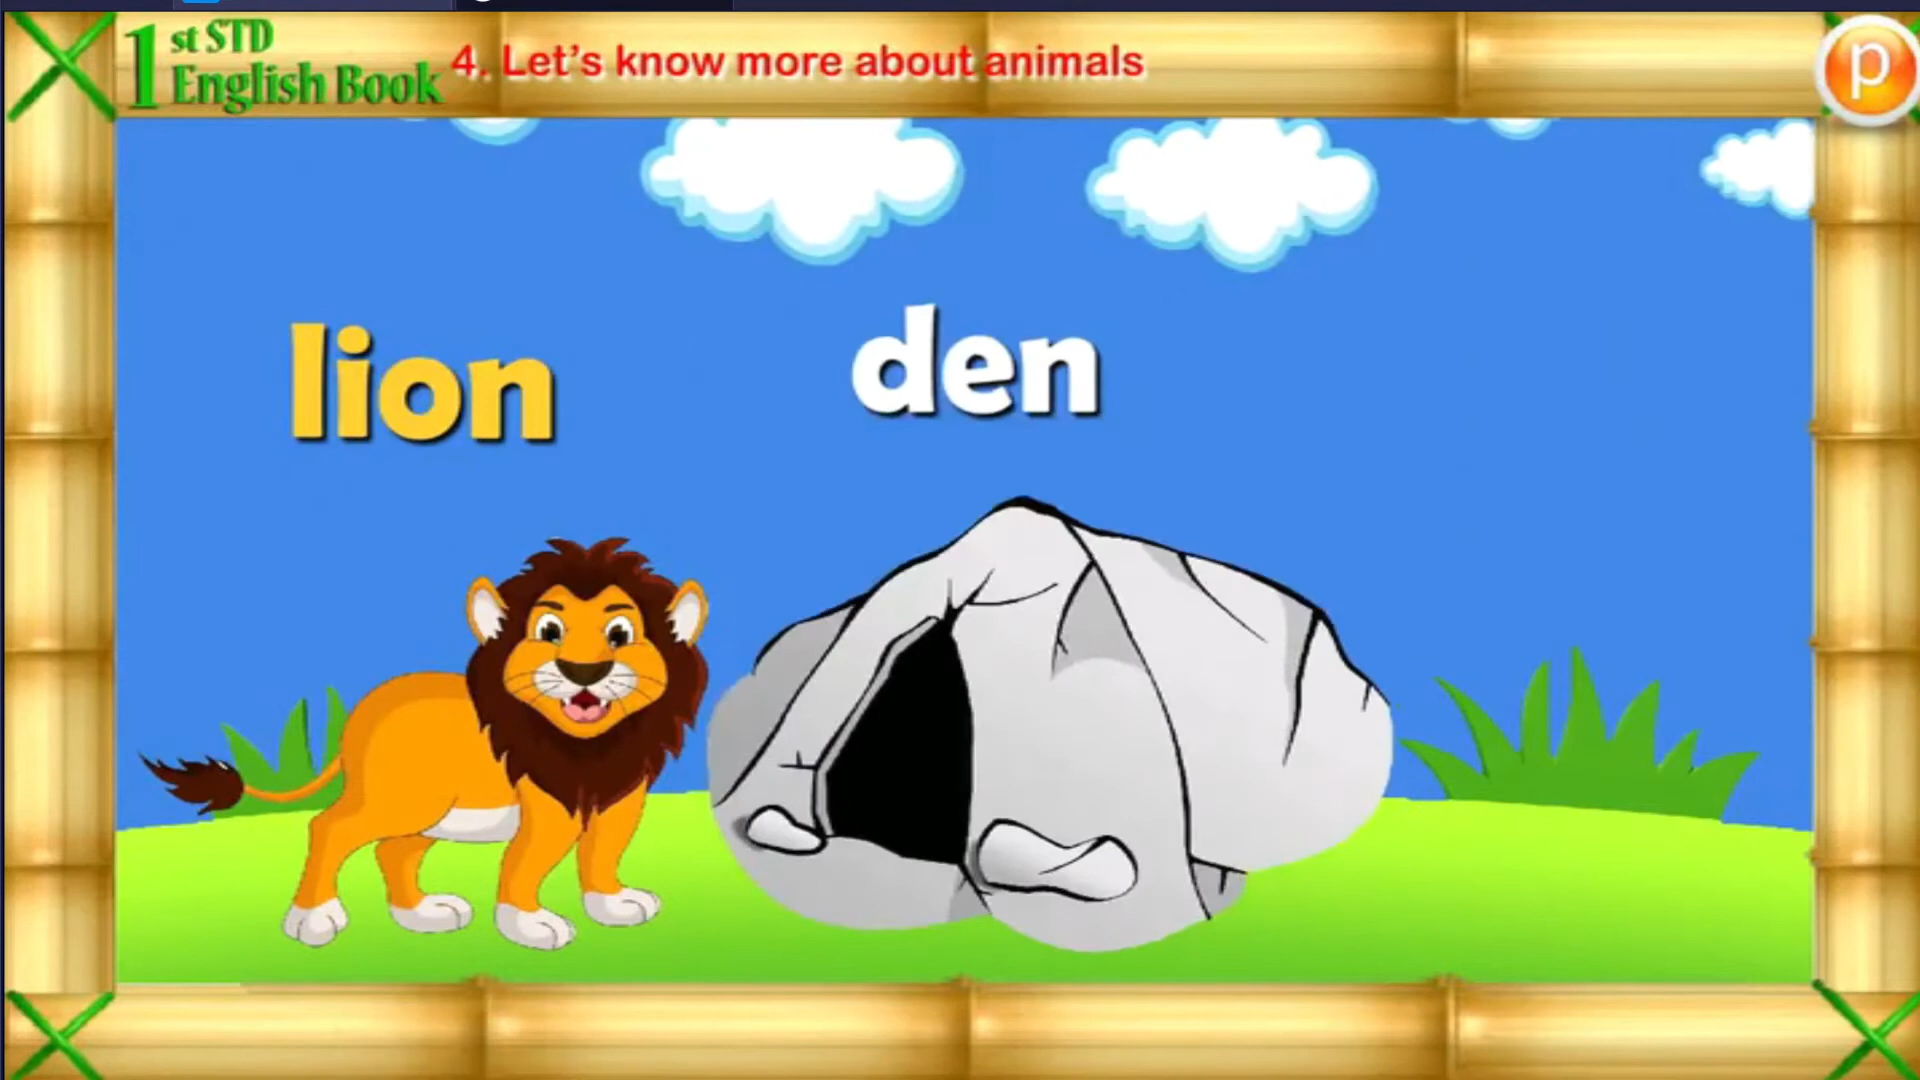 1st STD
English Book
4. Let's know more about animals
p
lion
den